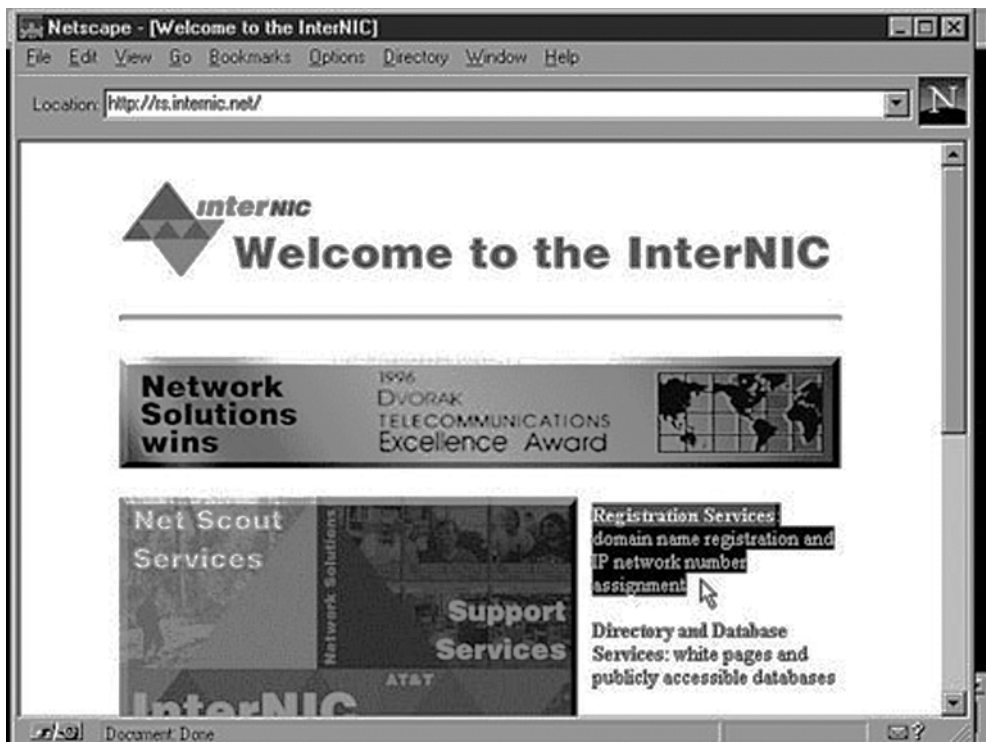 Netscape - [Welcome to the InterNIC]
File Edit View Go Bookmarks Options Directory Window Help
Location: http://rs.internic.net/
N
InterNIC
Welcome to the InterNIC
Network
Solutions
wins
1996
DVORAK
TELECOMMUNICATIONS
Excellence Award
Net Scout
Services
Network Solutions
Support
Services
AT&T
InterNIC
Registration Services:
domain name registration and
IP network number
assignment
Directory and Database
Services: white pages and
publicly accessible databases
Document: Done
?